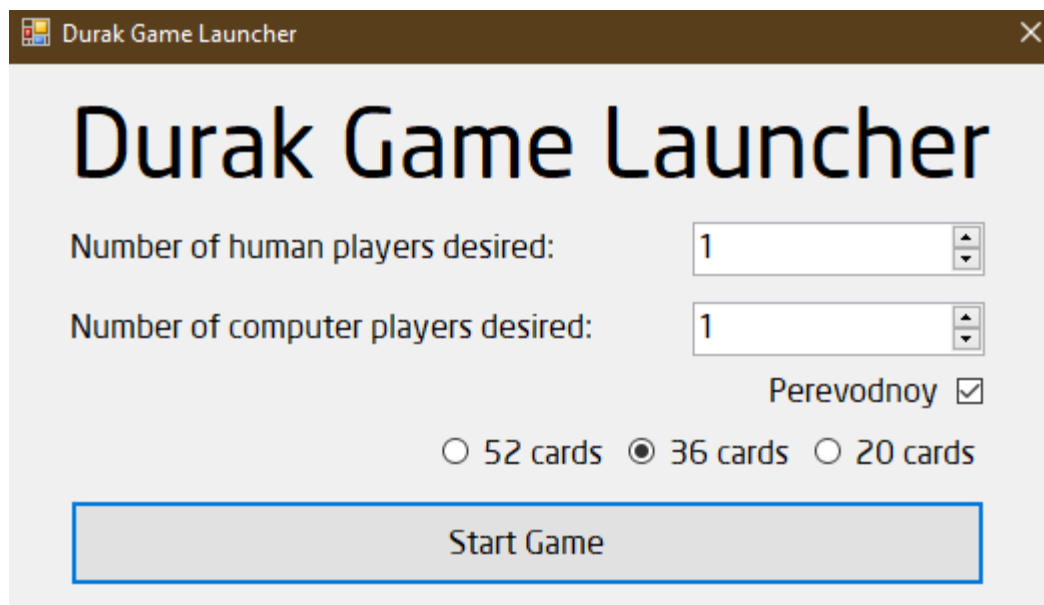 Durak Game Launcher
Durak Game Launcher
Number of human players desired: 1
Number of computer players desired: 1
Perevodnoy
52 cards 36 cards 20 cards
Start Game